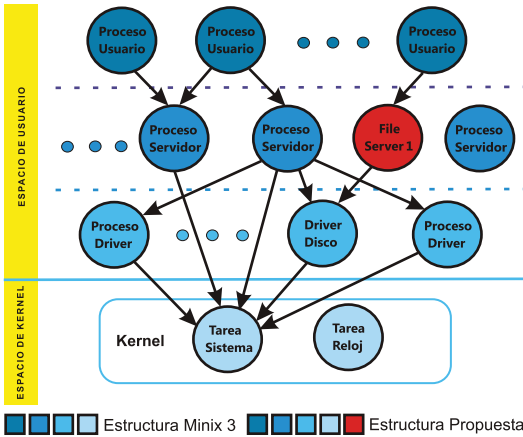 ESPACIO DE USUARIO
Proceso
Usuario
Proceso
Usuario
Proceso
Usuario
Proceso
Servidor
Proceso
Servidor
File
Server 1
Proceso
Servidor
Proceso
Driver
Driver
Disco
Proceso
Driver
ESPACIO DE KERNEL
Kernel
Tarea
Sistema
Tarea
Reloj
Estructura Minix 3
Estructura Propuesta